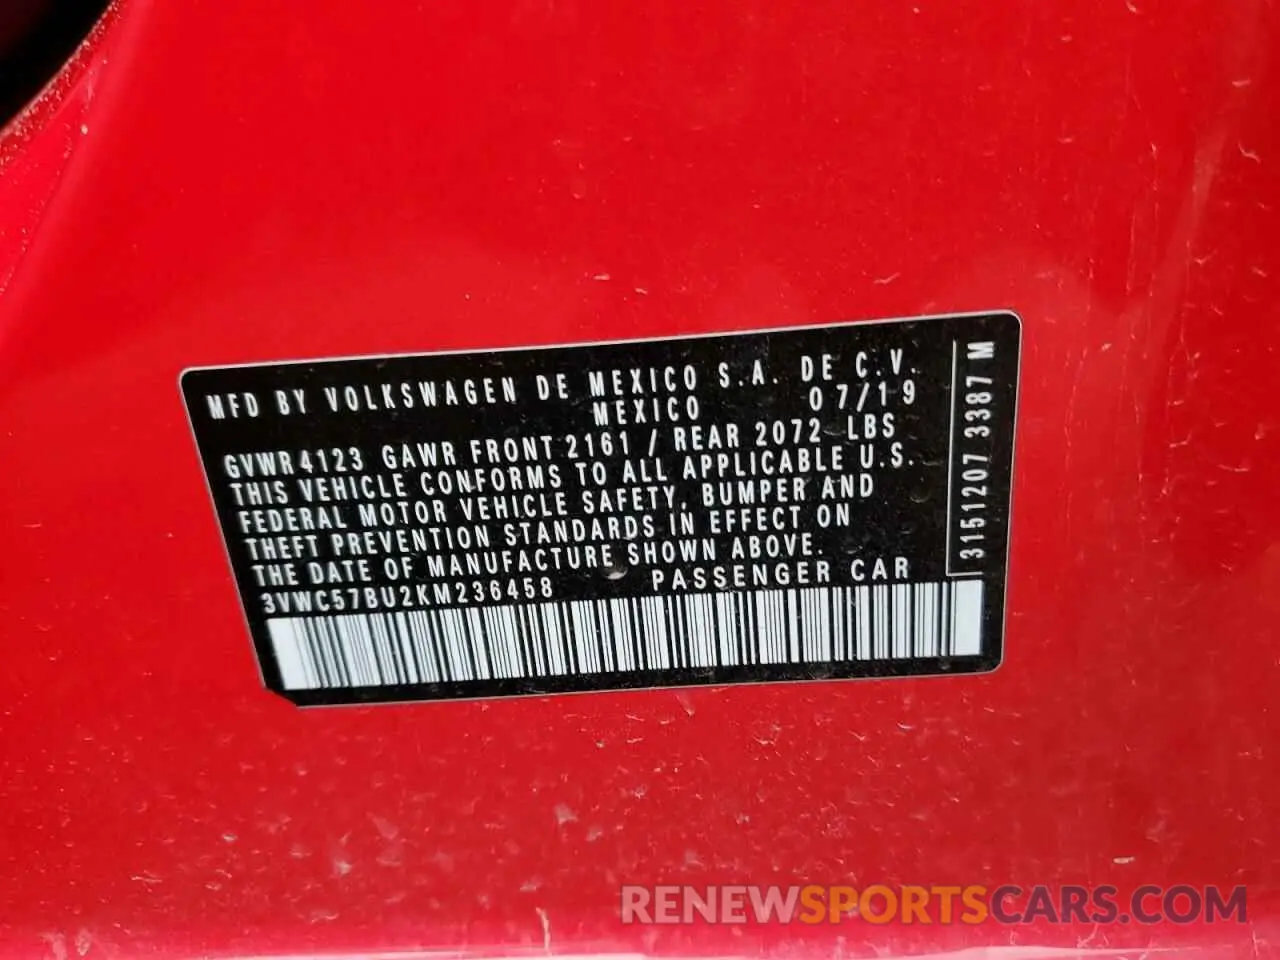 MFD BY VOLKSWAGEN DE MEXICO S.A. DE C.V.
MEXICO 07/19
GVWR 4123 GAWR FRONT 2161 / REAR 2072 LBS
THIS VEHICLE CONFORMS TO ALL APPLICABLE U.S.
FEDERAL MOTOR VEHICLE SAFETY, BUMPER AND
THEFT PREVENTION STANDARDS IN EFFECT ON
THE DATE OF MANUFACTURE SHOWN ABOVE.
3VWC57BU2KM236458 PASSENGER CAR
3151207 3387 M
RENEWSPORTSCARS.COM